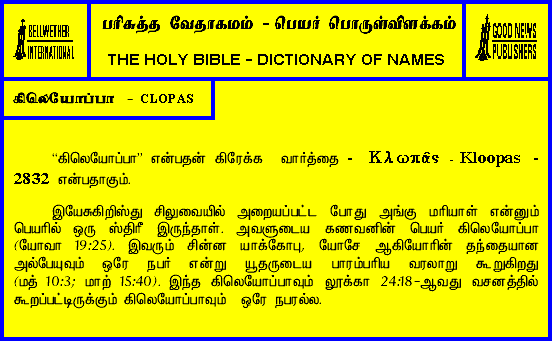 BELLWETHER
INTERNATIONAL
பரிசுத்த வேதாகமம் - பெயர் பொருள்விளக்கம்
THE HOLY BIBLE - DICTIONARY OF NAMES
GOOD NEWS
PUBLISHERS
கிலெயோப்பா - CLOPAS
“கிலெயோப்பா” என்பதன் கிரேக்க வார்த்தை - Κλωπᾶς - Kloopas -
2832 என்பதாகும்.
இயேசுகிறிஸ்து சிலுவையில் அறையப்பட்ட போது அங்கு மரியாள் என்னும்
பெயரில் ஒரு ஸ்திரீ இருந்தாள். அவளுடைய கணவனின் பெயர் கிலெயோப்பா
(யோவா 19:25). இவரும் சின்ன யாக்கோபு, யோசே ஆகியோரின் தந்தையான
அல்பேயுவும் ஒரே நபர் என்று யூதருடைய பாரம்பரிய வரலாறு கூறுகிறது
(மத் 10:3; மாற் 15:40). இந்த கிலெயோப்பாவும் லூக்கா 24:18-ஆவது வசனத்தில்
கூறப்பட்டிருக்கும் கிலெயோப்பாவும் ஒரே நபரல்ல.